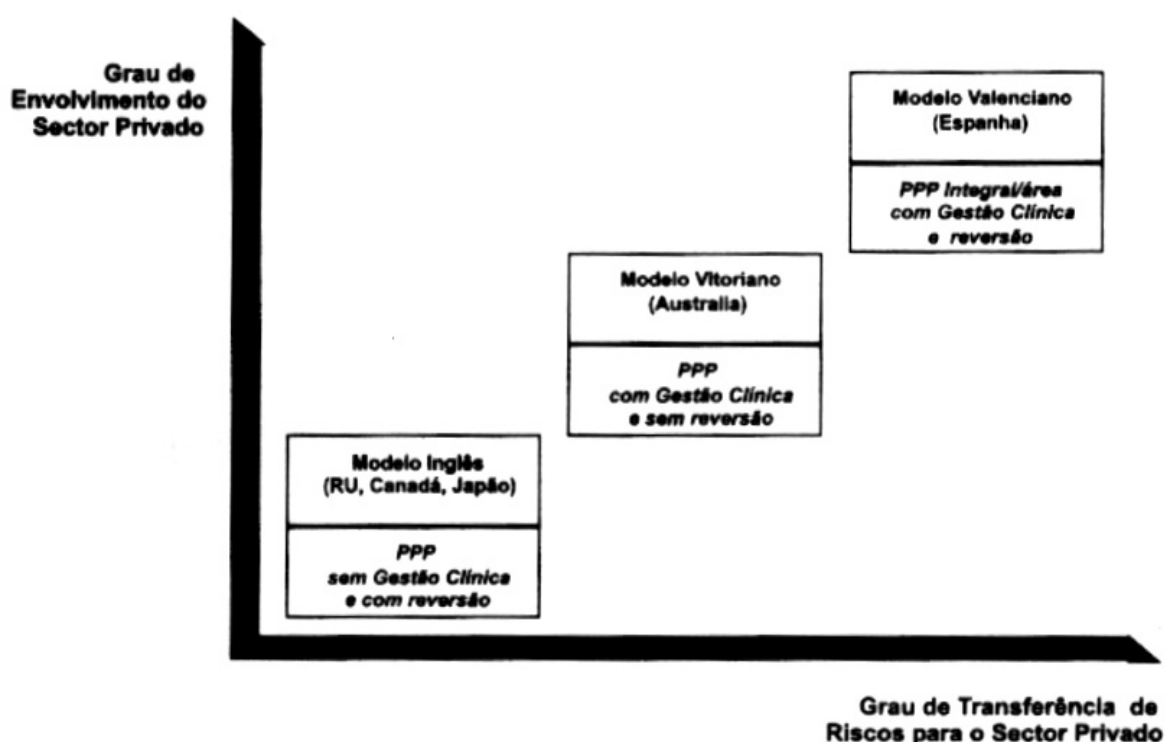 Grau de
Envolvimento do
Sector Privado
Modelo Valenciano
(Espanha)
PPP Integral/área
com Gestão Clínica
e reversão
Modelo Vitoriano
(Australia)
PPP
com Gestão Clínica
e sem reversão
Modelo Inglês
(RU, Canadá, Japão)
PPP
sem Gestão Clínica
e com reversão
Grau de Transferência de
Riscos para o Sector Privado